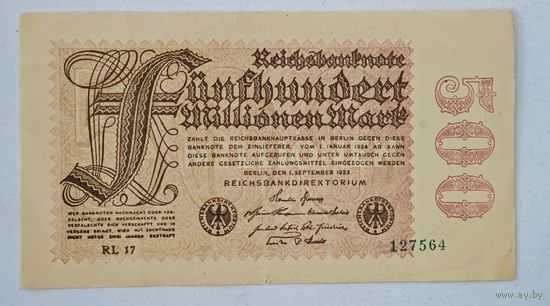 Reichsbanknote
Fünfhundert
Millionen Mark
ZAHLT DIE REICHSBANKHAUPTKASSE IN BERLIN GEGEN DIESE
BANKNOTE DEM EINLIEFERER. VOM 1. JANUAR 1924 AB KANN
DIESE BANKNOTE AUFGERUFEN UND UNTER UMTAUSCH GEGEN
ANDERE GESETZLICHE ZAHLUNGSMITTEL EINGEZOGEN WERDEN
BERLIN, DEN 1. SEPTEMBER 1923
REICHSBANKDIREKTORIUM
WER BANKNOTEN NACHMACHT ODER VER-
FÄLSCHT, ODER NACHGEMACHTE ODER
VERFÄLSCHTE SICH VERSCHAFFT UND IN
VERKEHR BRINGT, WIRD MIT ZUCHTHAUS
NICHT UNTER ZWEI JAHREN BESTRAFT
RL 17
127564
500
www.ay.by